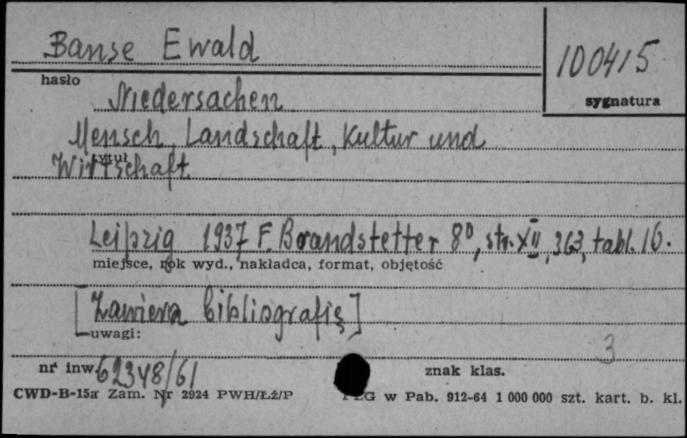 Banse Ewald
100415
hasło
sygnatura
Niedersachen
Mensch, Landschaft, Kultur und
tytuł
Wirtschaft
Leipzig 1937 F. Brandstetter 8°, str. XII, 363, tabl. 16.
miejsce, rok wyd., nakładca, format, objętość
[Zawiera bibliografię]
uwagi:
3
nr inw. 62348/61
znak klas.
CWD-B-15a Zam. Nr 2924 PWH/Łż/P
w Pab. 912-64 1 000 000 szt. kart. b. kl.